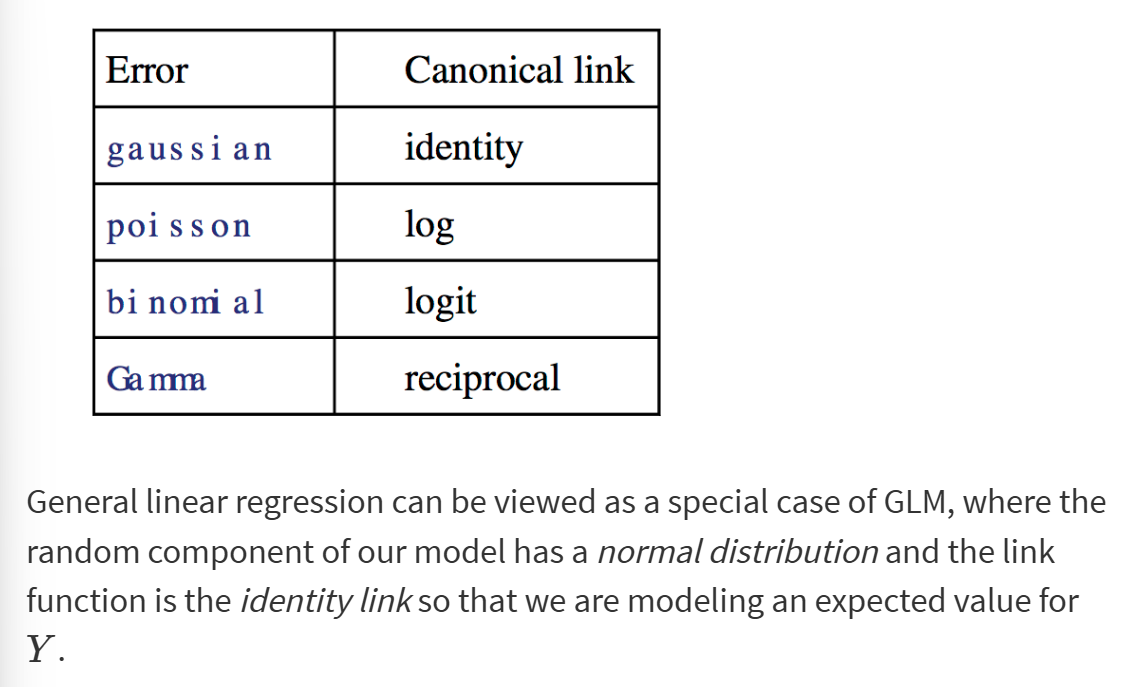 Error Canonical link
gaussian identity
poisson log
binomial logit
Gamma reciprocal
General linear regression can be viewed as a special case of GLM, where the
random component of our model has a normal distribution and the link
function is the identity link so that we are modeling an expected value for
Y.